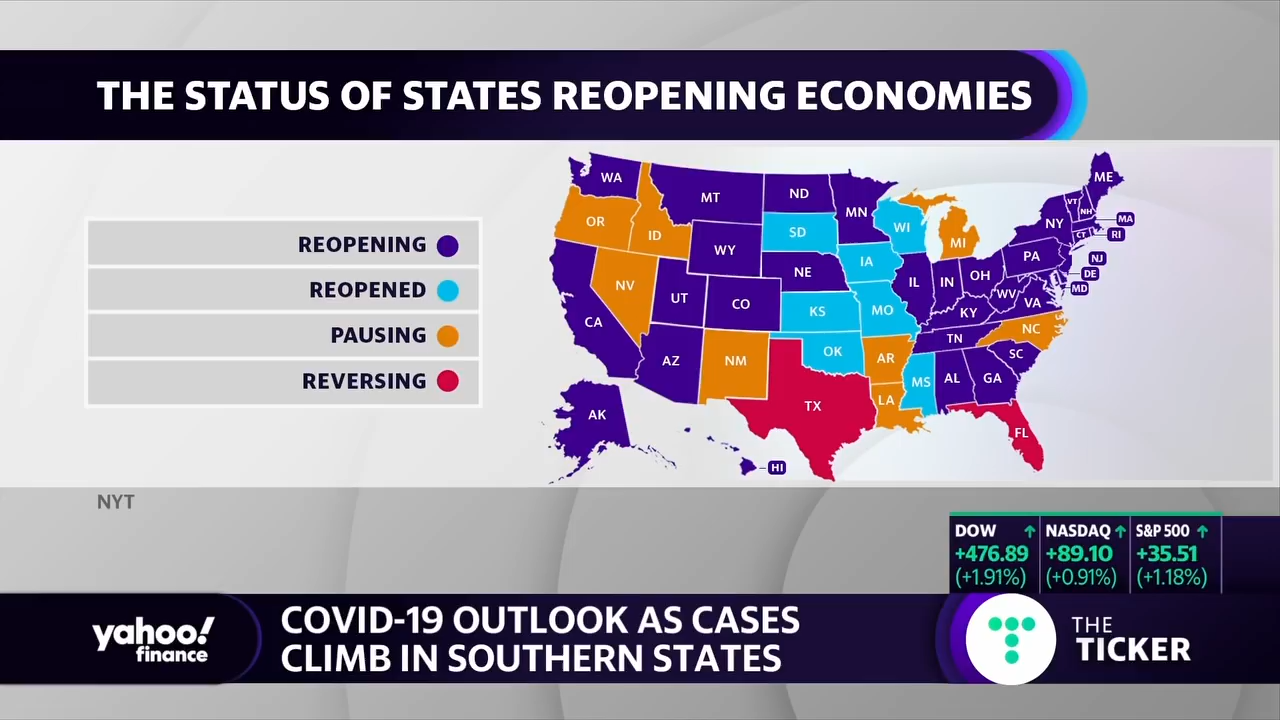 THE STATUS OF STATES REOPENING ECONOMIES
REOPENING
REOPENED
PAUSING
REVERSING
WA
MT
ND
MN
ME
OR
ID
WY
SD
WI
MI
NY
VT
NH
MA
CT
RI
NV
UT
CO
NE
IA
IL
IN
OH
PA
NJ
DE
MD
CA
KS
MO
KY
WV
VA
AZ
NM
OK
AR
TN
NC
SC
TX
LA
MS
AL
GA
FL
AK
HI
NYT
DOW
+476.89
(+1.91%)
NASDAQ
+89.10
(+0.91%)
S&P 500
+35.51
(+1.18%)
yahoo!
finance
COVID-19 OUTLOOK AS CASES
CLIMB IN SOUTHERN STATES
THE
TICKER